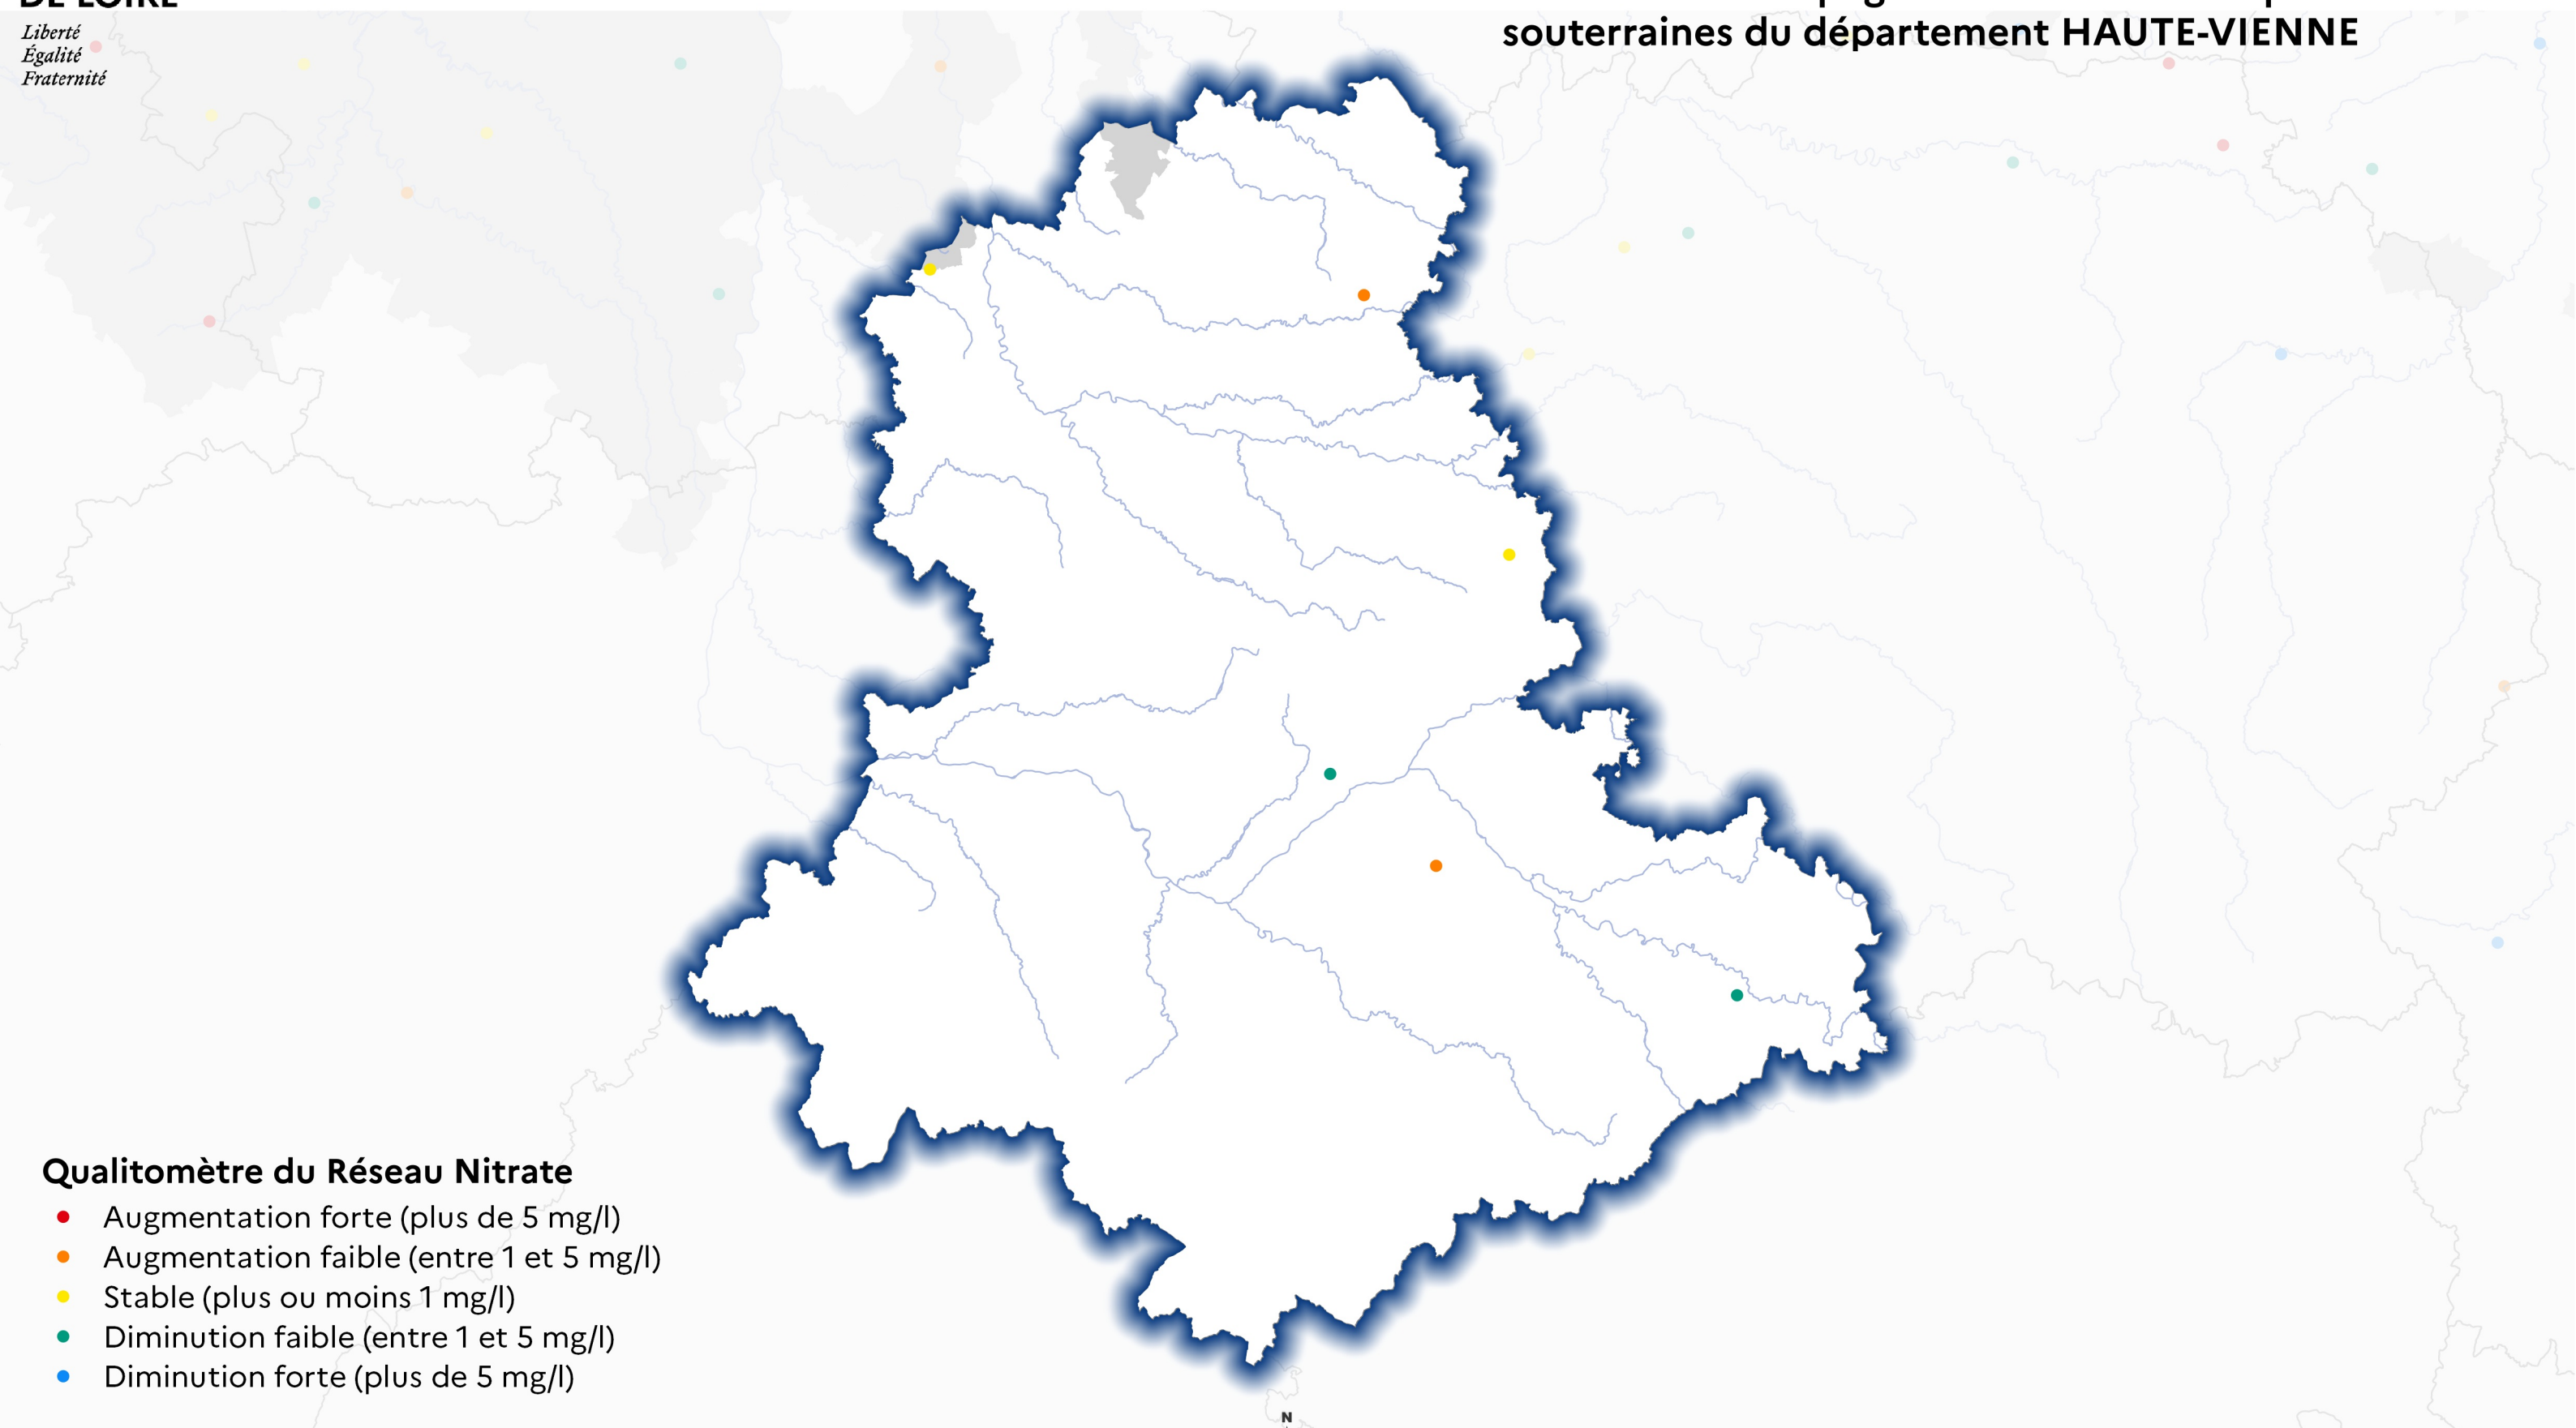 DE LOIRE
Liberté
Égalité
Fraternité
souterraines du département HAUTE-VIENNE
Qualitomètre du Réseau Nitrate
Augmentation forte (plus de 5 mg/l)
Augmentation faible (entre 1 et 5 mg/l)
Stable (plus ou moins 1 mg/l)
Diminution faible (entre 1 et 5 mg/l)
Diminution forte (plus de 5 mg/l)
N